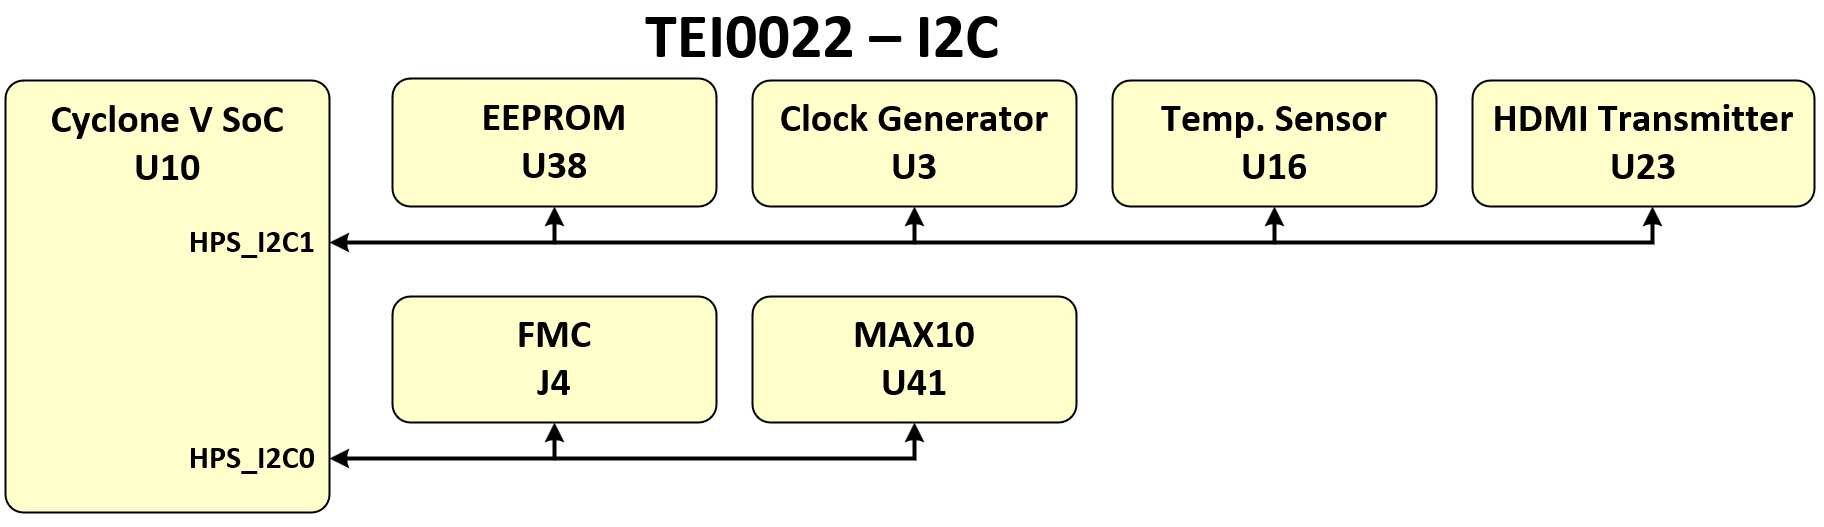 TEI0022 – I2C
Cyclone V SoC
U10
EEPROM
U38
Clock Generator
U3
Temp. Sensor
U16
HDMI Transmitter
U23
HPS_I2C1
FMC
J4
MAX10
U41
HPS_I2C0